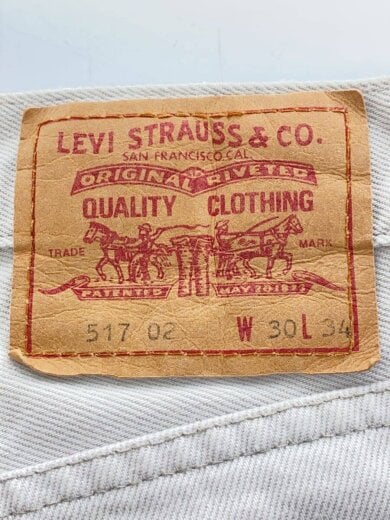 LEVI STRAUSS & CO.
SAN FRANCISCO.CAL.
ORIGINAL RIVETED
QUALITY CLOTHING
TRADE MARK
PATENTED MAY 20 1873
517 02 W 30 L 34